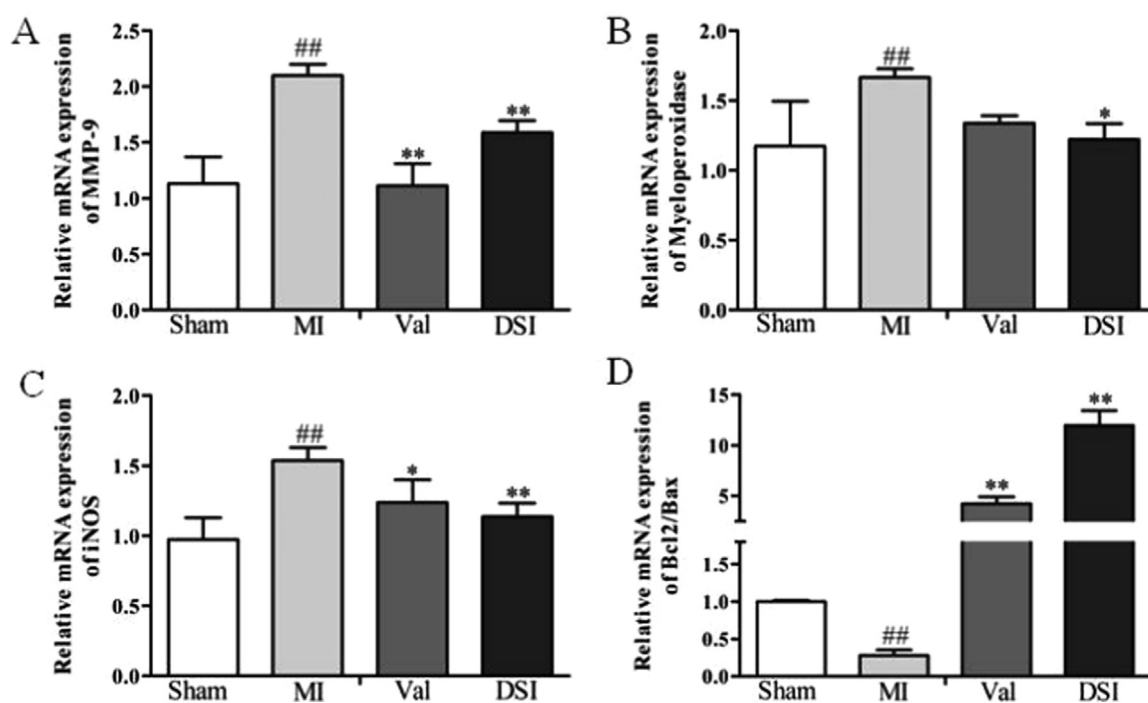 A
Relative mRNA expression
of MMP-9
2.5
2.0
1.5
1.0
0.5
0.0
##
**
**
Sham MI Val DSI
B
Relative mRNA expression
of Myeloperoxidase
2.0
1.5
1.0
0.5
0.0
##
*
Sham MI Val DSI
C
Relative mRNA expression
of iNOS
2.0
1.5
1.0
0.5
0.0
##
*
**
Sham MI Val DSI
D
Relative mRNA expression
of Bcl2/Bax
15
10
5
1.5
1.0
0.5
0.0
##
**
**
Sham MI Val DSI